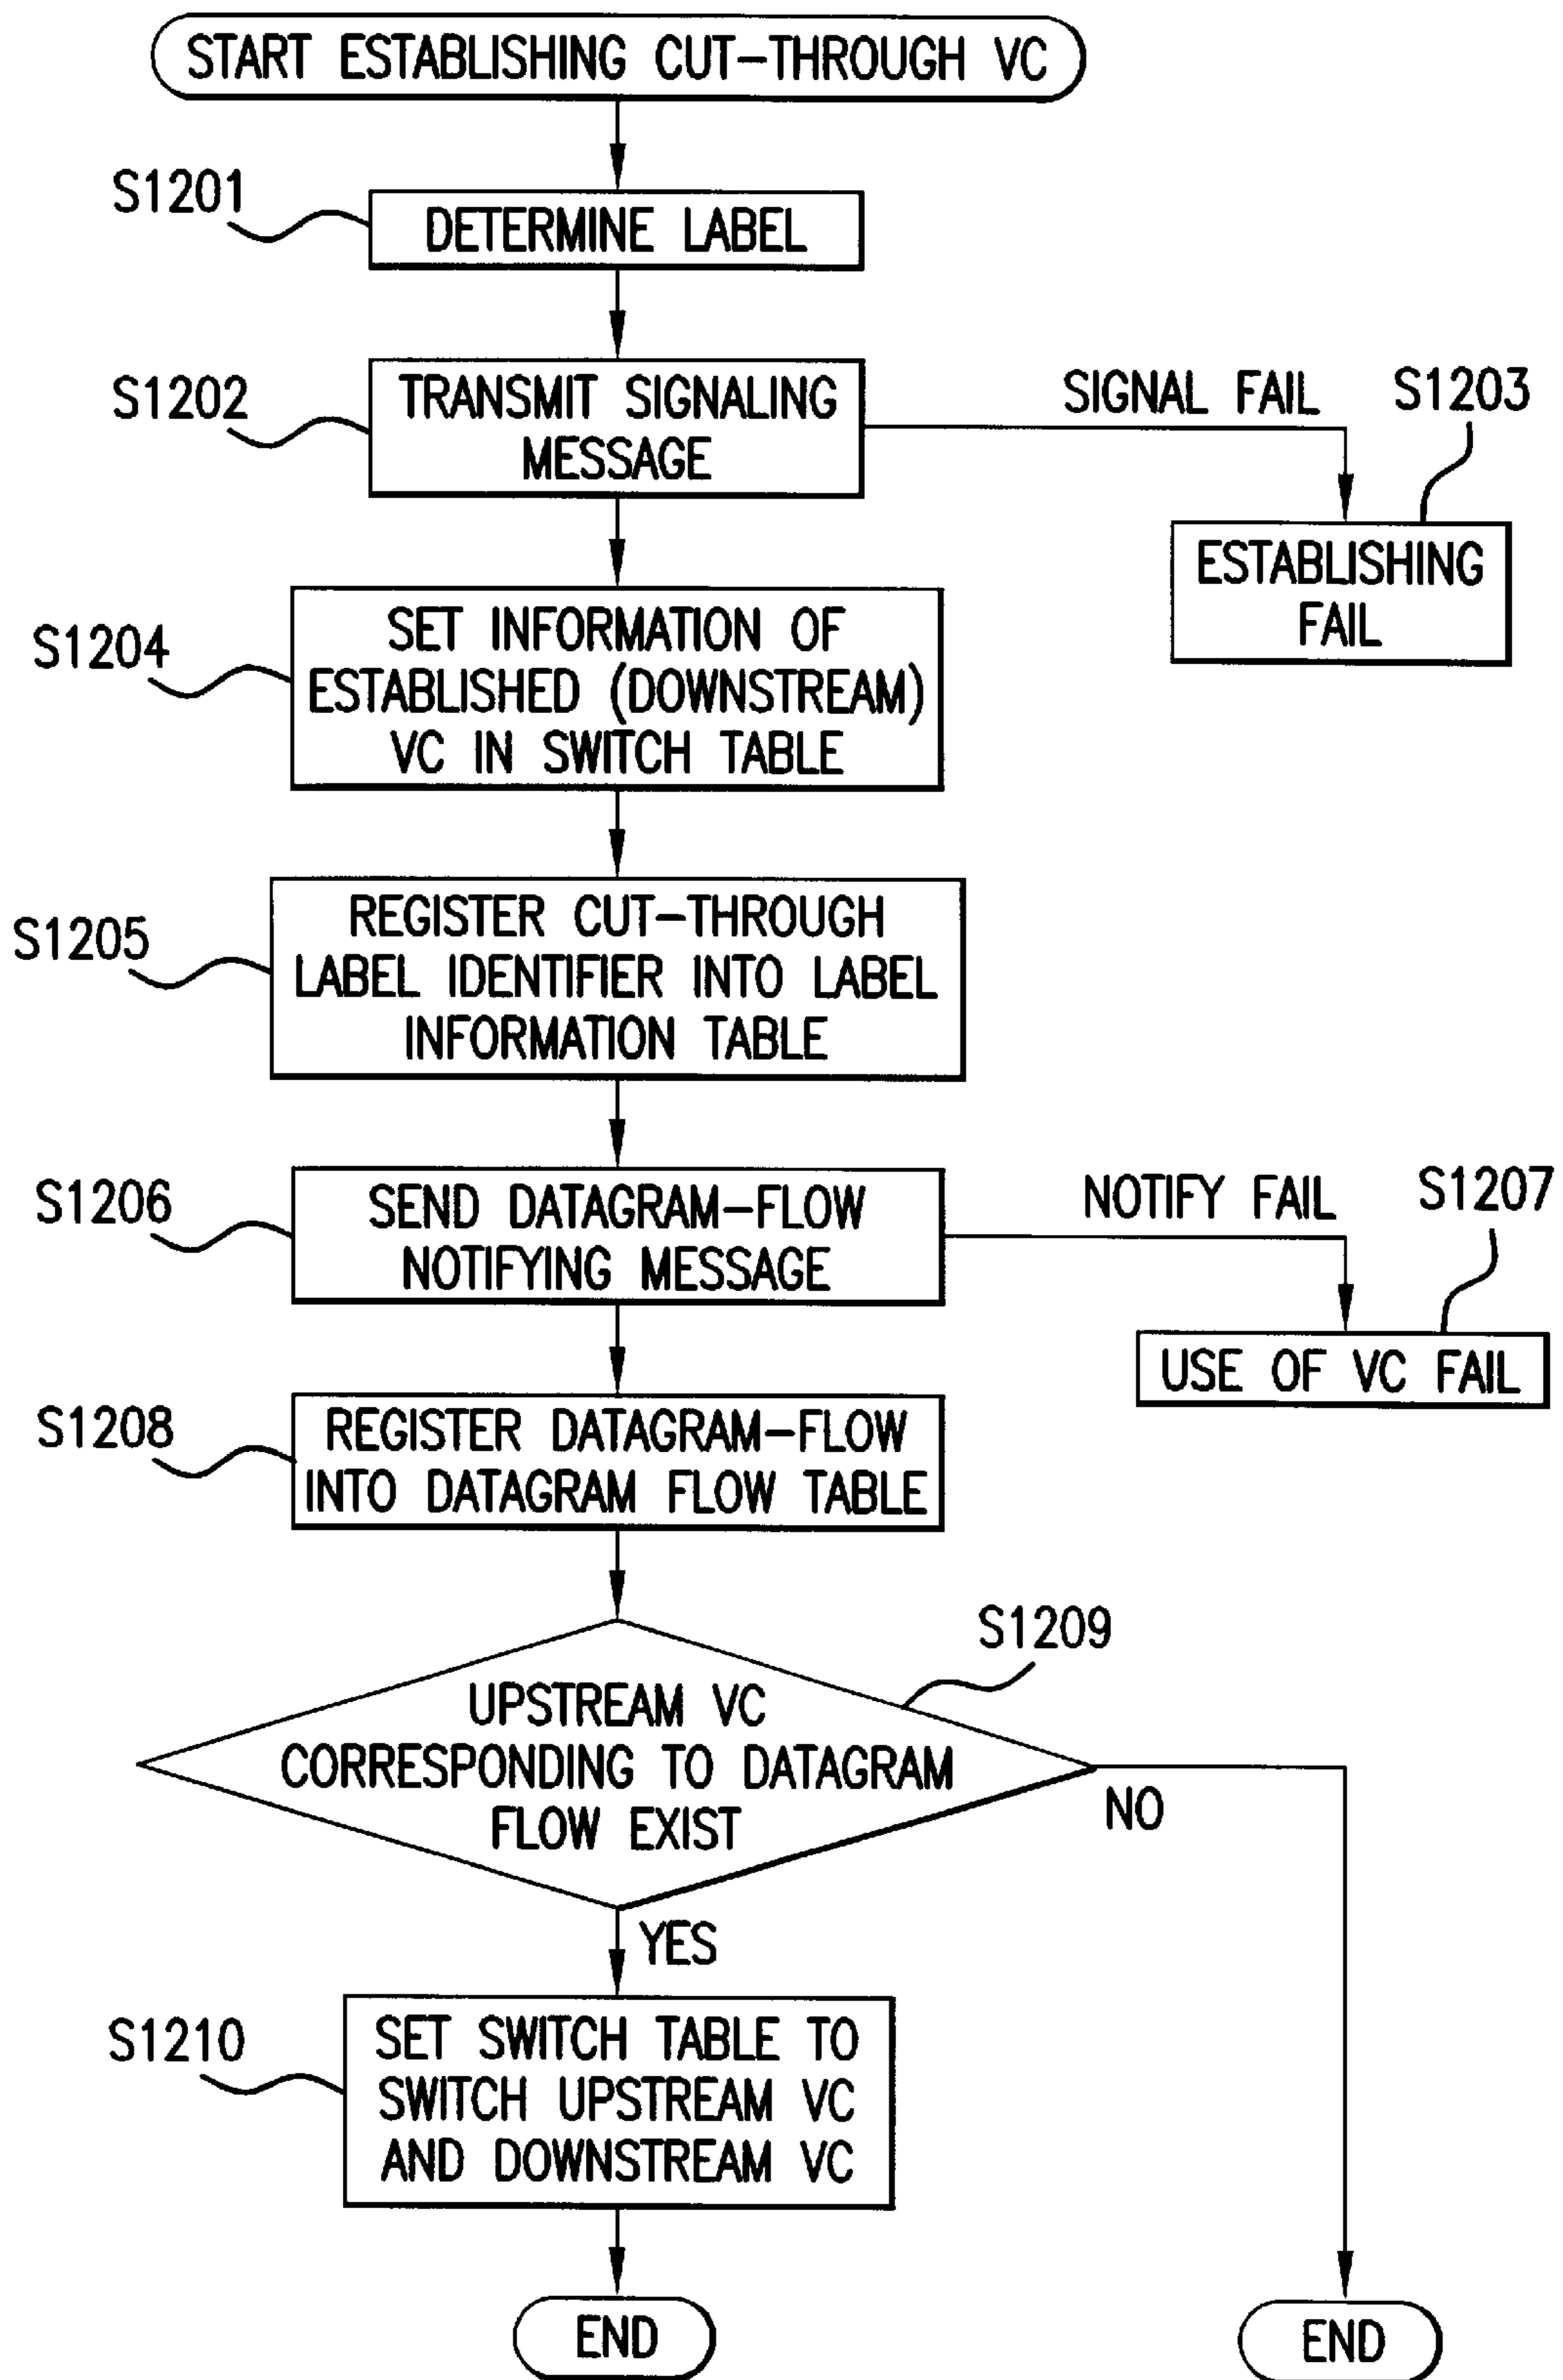 START ESTABLISHING CUT-THROUGH VC
S1201
DETERMINE LABEL
S1202
TRANSMIT SIGNALING
MESSAGE
SIGNAL FAIL
S1203
ESTABLISHING
FAIL
S1204
SET INFORMATION OF
ESTABLISHED (DOWNSTREAM)
VC IN SWITCH TABLE
S1205
REGISTER CUT-THROUGH
LABEL IDENTIFIER INTO LABEL
INFORMATION TABLE
S1206
SEND DATAGRAM-FLOW
NOTIFYING MESSAGE
NOTIFY FAIL
S1207
USE OF VC FAIL
S1208
REGISTER DATAGRAM-FLOW
INTO DATAGRAM FLOW TABLE
S1209
UPSTREAM VC
CORRESPONDING TO DATAGRAM
FLOW EXIST
NO
YES
S1210
SET SWITCH TABLE TO
SWITCH UPSTREAM VC
AND DOWNSTREAM VC
END
END